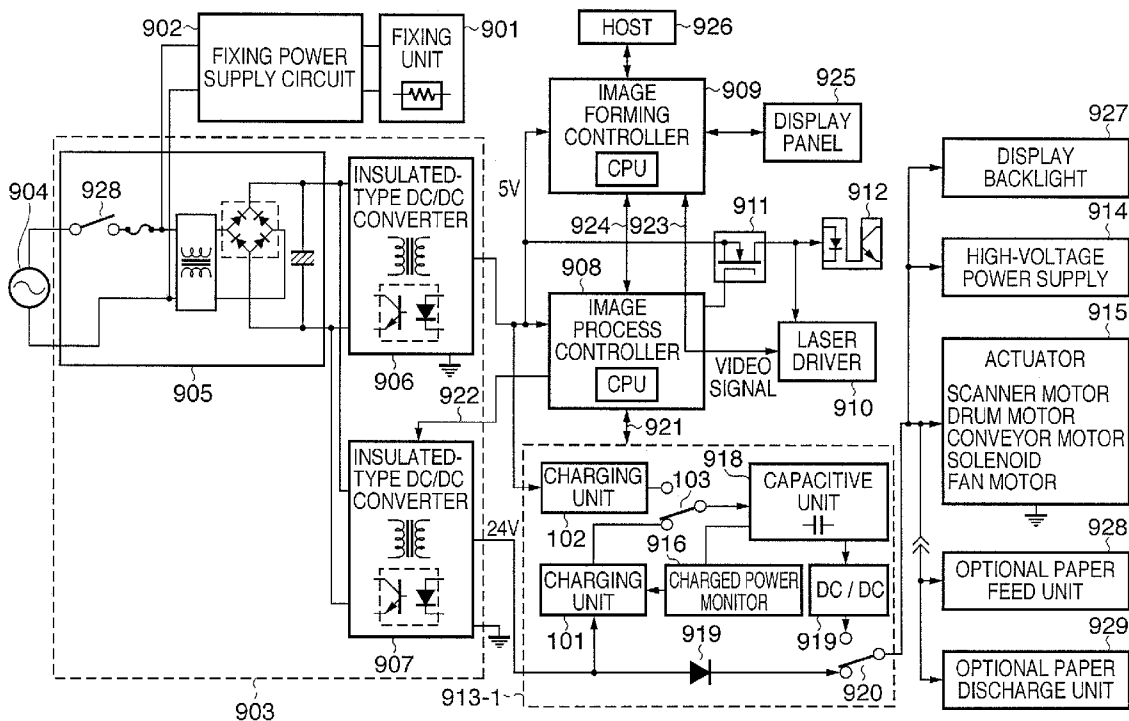 902
FIXING POWER
SUPPLY CIRCUIT
FIXING
UNIT
901
HOST
926
909
IMAGE
FORMING
CONTROLLER
CPU
925
DISPLAY
PANEL
927
DISPLAY
BACKLIGHT
904
928
905
INSULATED-
TYPE DC/DC
CONVERTER
906
5V
924
923
911
912
914
HIGH-VOLTAGE
POWER SUPPLY
908
IMAGE
PROCESS
CONTROLLER
CPU
VIDEO
SIGNAL
LASER
DRIVER
910
915
ACTUATOR
SCANNER MOTOR
DRUM MOTOR
CONVEYOR MOTOR
SOLENOID
FAN MOTOR
922
921
INSULATED-
TYPE DC/DC
CONVERTER
907
24V
CHARGING
UNIT
102
103
918
CAPACITIVE
UNIT
916
CHARGING
UNIT
101
CHARGED POWER
MONITOR
DC / DC
919
919
920
928
OPTIONAL PAPER
FEED UNIT
929
OPTIONAL PAPER
DISCHARGE UNIT
903
913-1